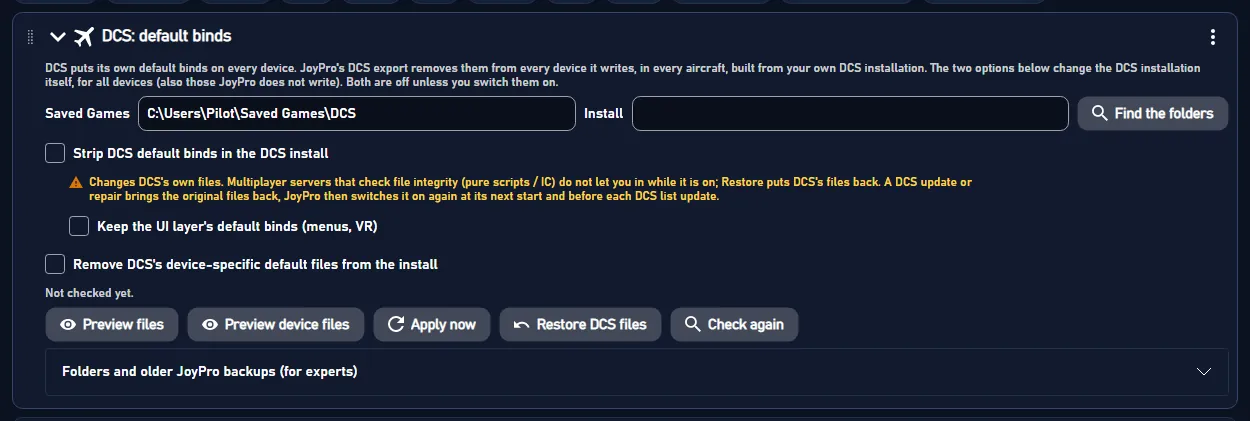 DCS: default binds
DCS puts its own default binds on every device. JoyPro's DCS export removes them from every device it writes, in every aircraft, built from your own DCS installation. The two options below change the DCS installation
itself, for all devices (also those JoyPro does not write). Both are off unless you switch them on.
Saved Games C:\Users\Pilot\Saved Games\DCS Install Find the folders
Strip DCS default binds in the DCS install
Changes DCS's own files. Multiplayer servers that check file integrity (pure scripts / IC) do not let you in while it is on; Restore puts DCS's files back. A DCS update or
repair brings the original files back, JoyPro then switches it on again at its next start and before each DCS list update.
Keep the UI layer's default binds (menus, VR)
Remove DCS's device-specific default files from the install
Not checked yet.
Preview files Preview device files Apply now Restore DCS files Check again
Folders and older JoyPro backups (for experts)